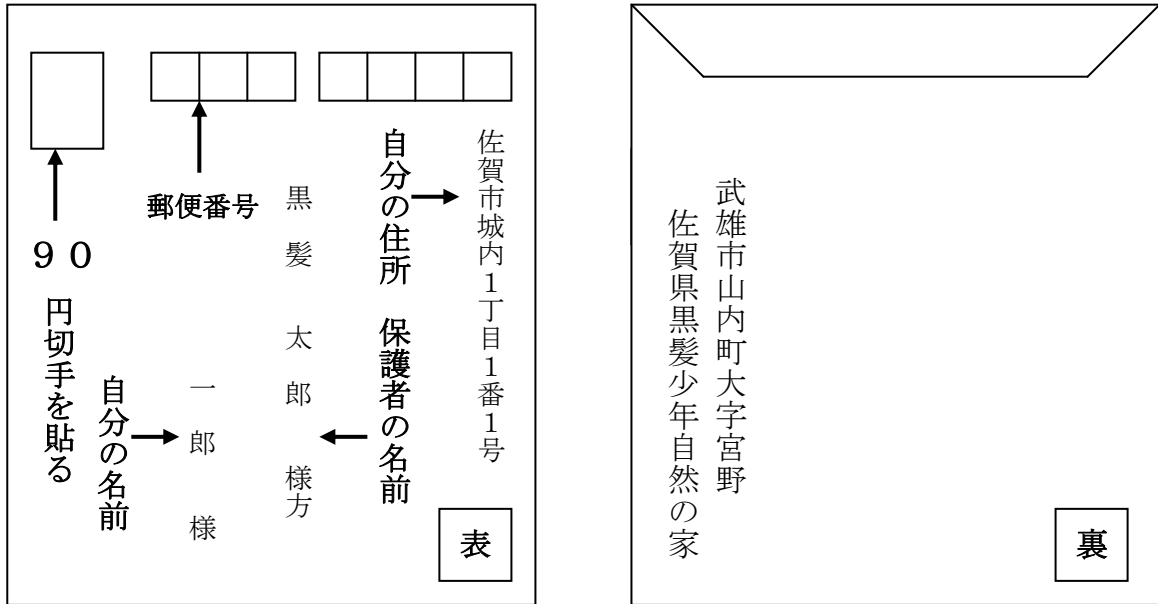 佐賀市城内１丁目１番１号
自分の住所
保護者の名前
黒髪 太郎 様方
郵便番号
一郎 様
自分の名前
９０
円切手を貼る
表
武雄市山内町大字宮野
佐賀県黒髪少年自然の家
裏